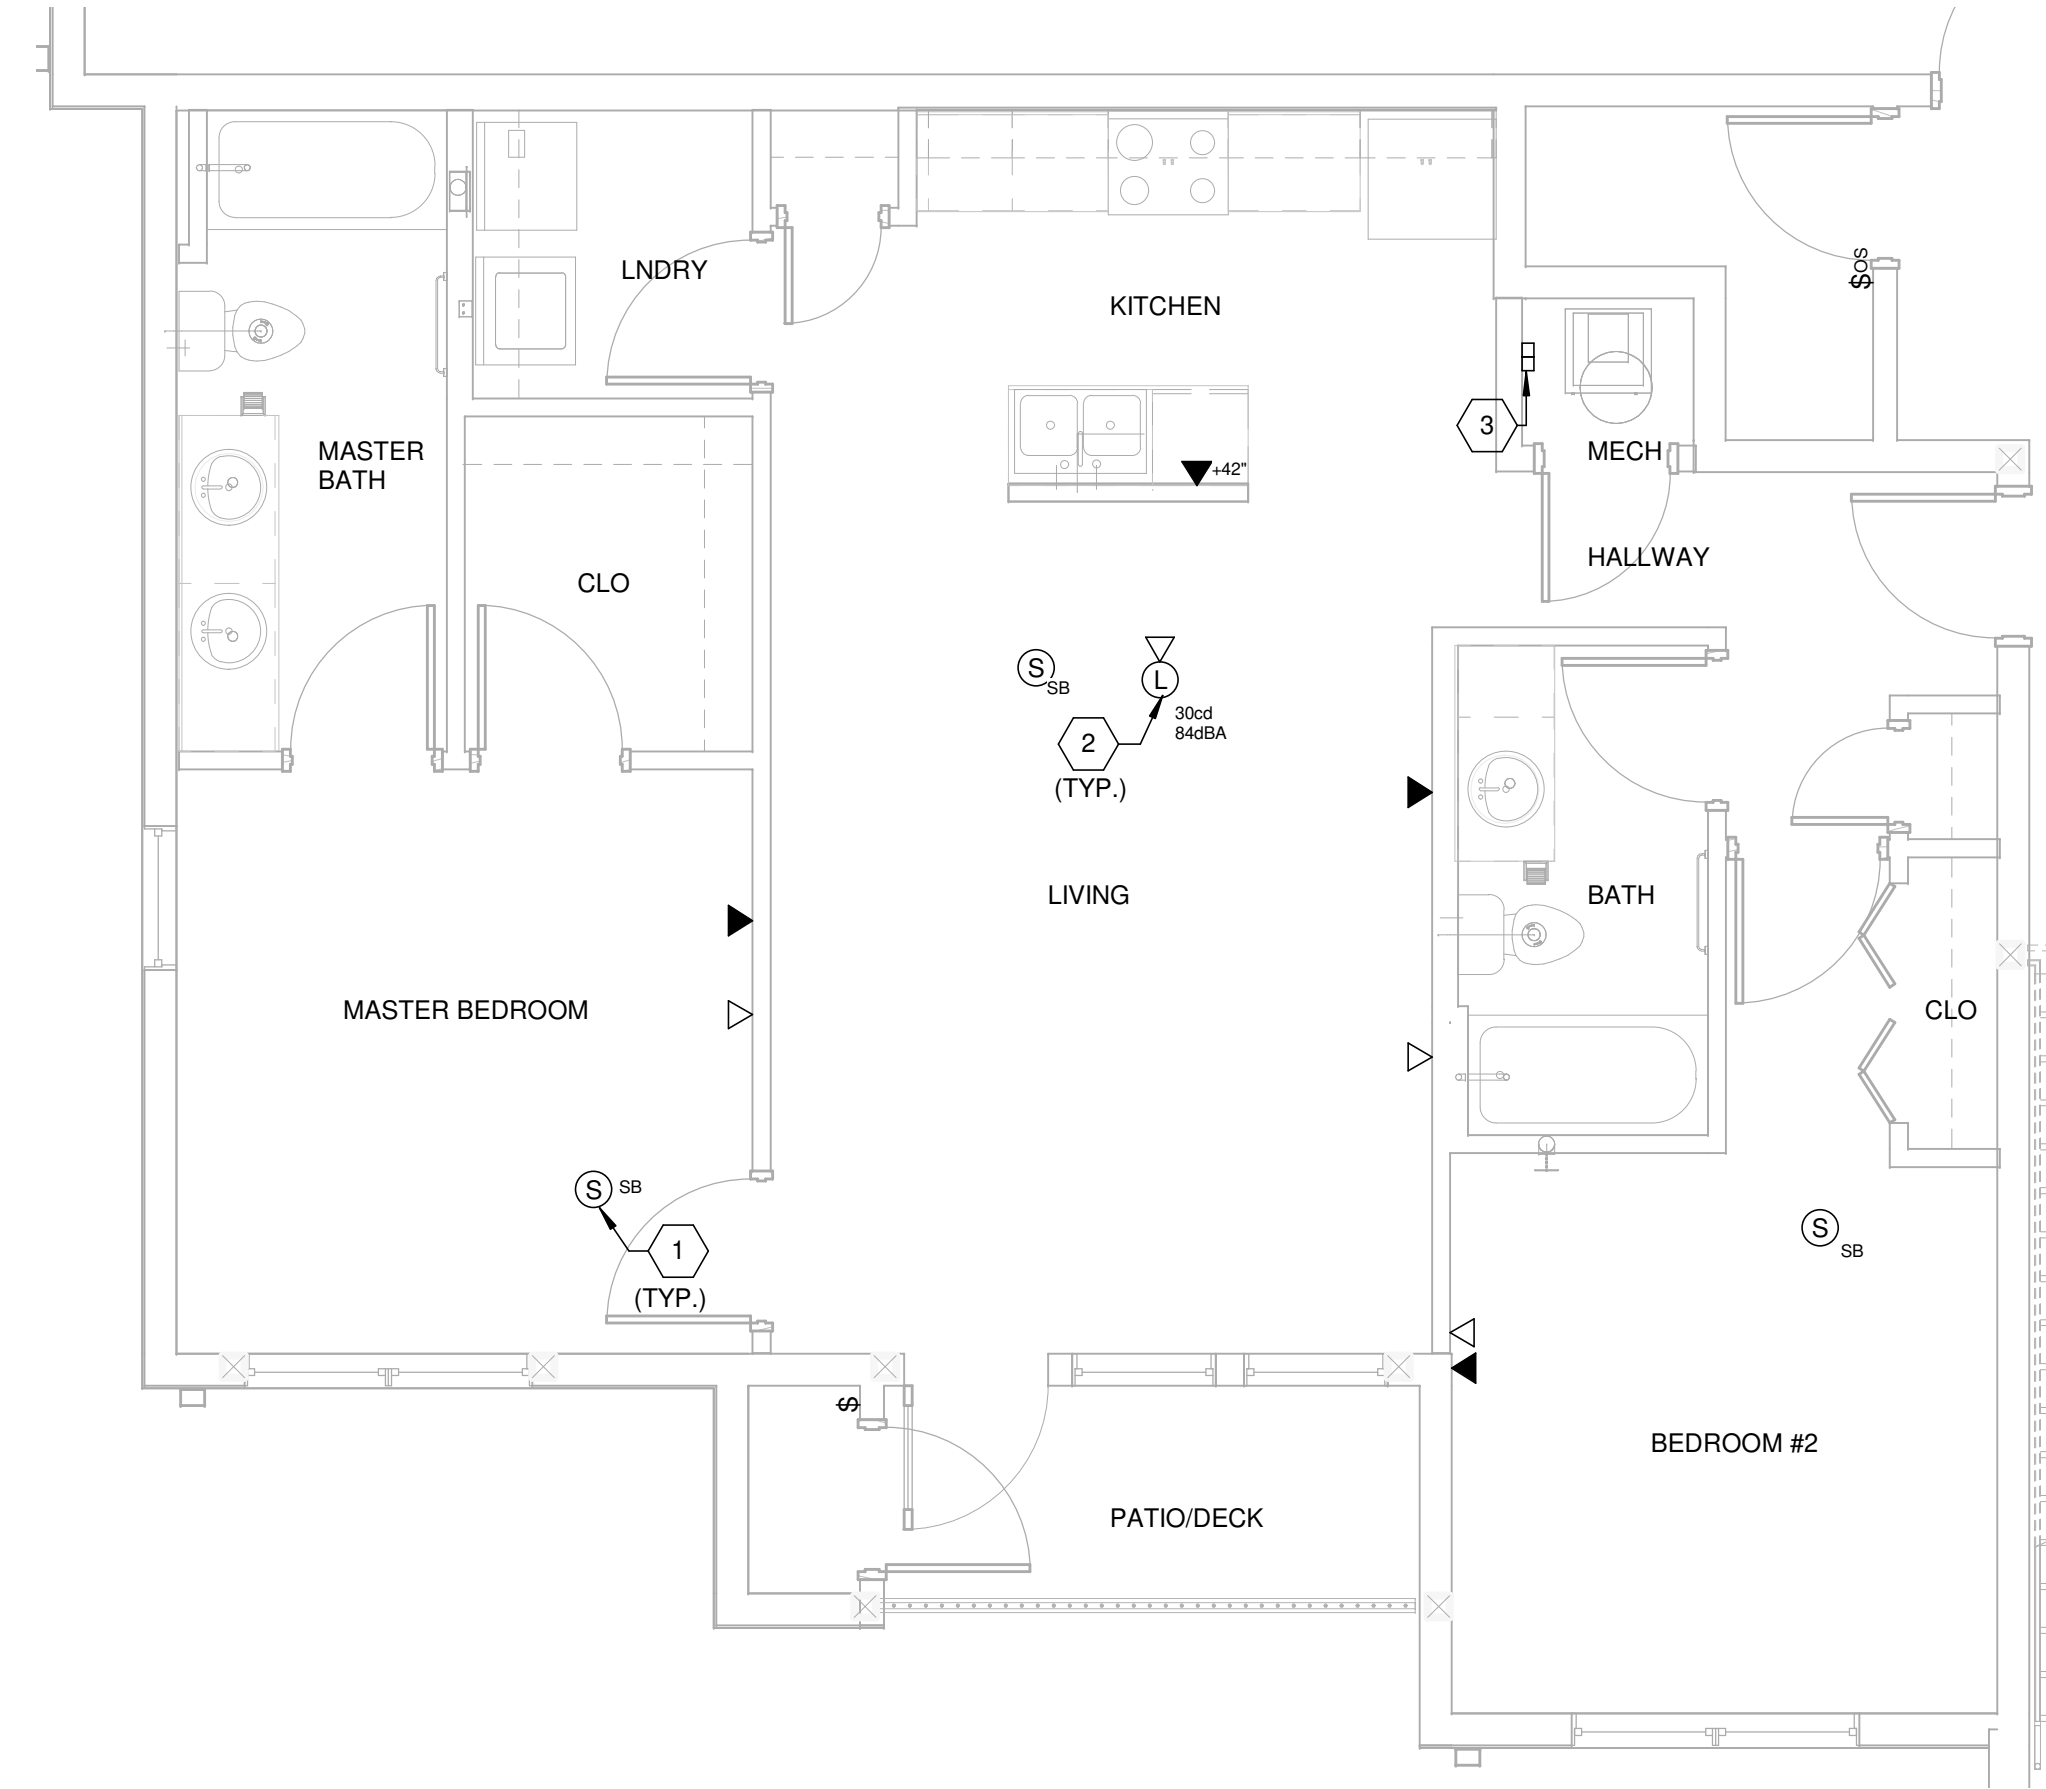 LNDRY
KITCHEN
$OS
MASTER
BATH
3
MECH
+42"
HALLWAY
CLO
S
SB
L
30cd
84dBA
2
(TYP.)
LIVING
BATH
MASTER BEDROOM
CLO
S
SB
1
(TYP.)
S
SB
$
BEDROOM #2
PATIO/DECK